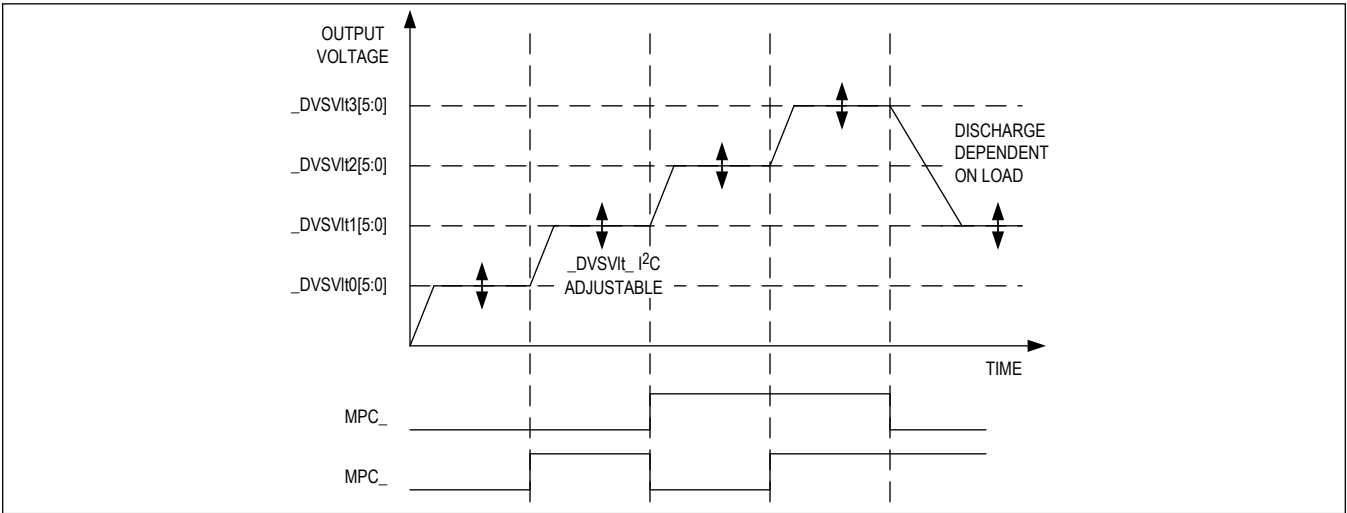 OUTPUT
VOLTAGE
_DVSVlt3[5:0]
DISCHARGE
DEPENDENT
ON LOAD
_DVSVlt2[5:0]
_DVSVlt1[5:0]
_DVSVlt_ I²C
ADJUSTABLE
_DVSVlt0[5:0]
TIME
MPC_
MPC_